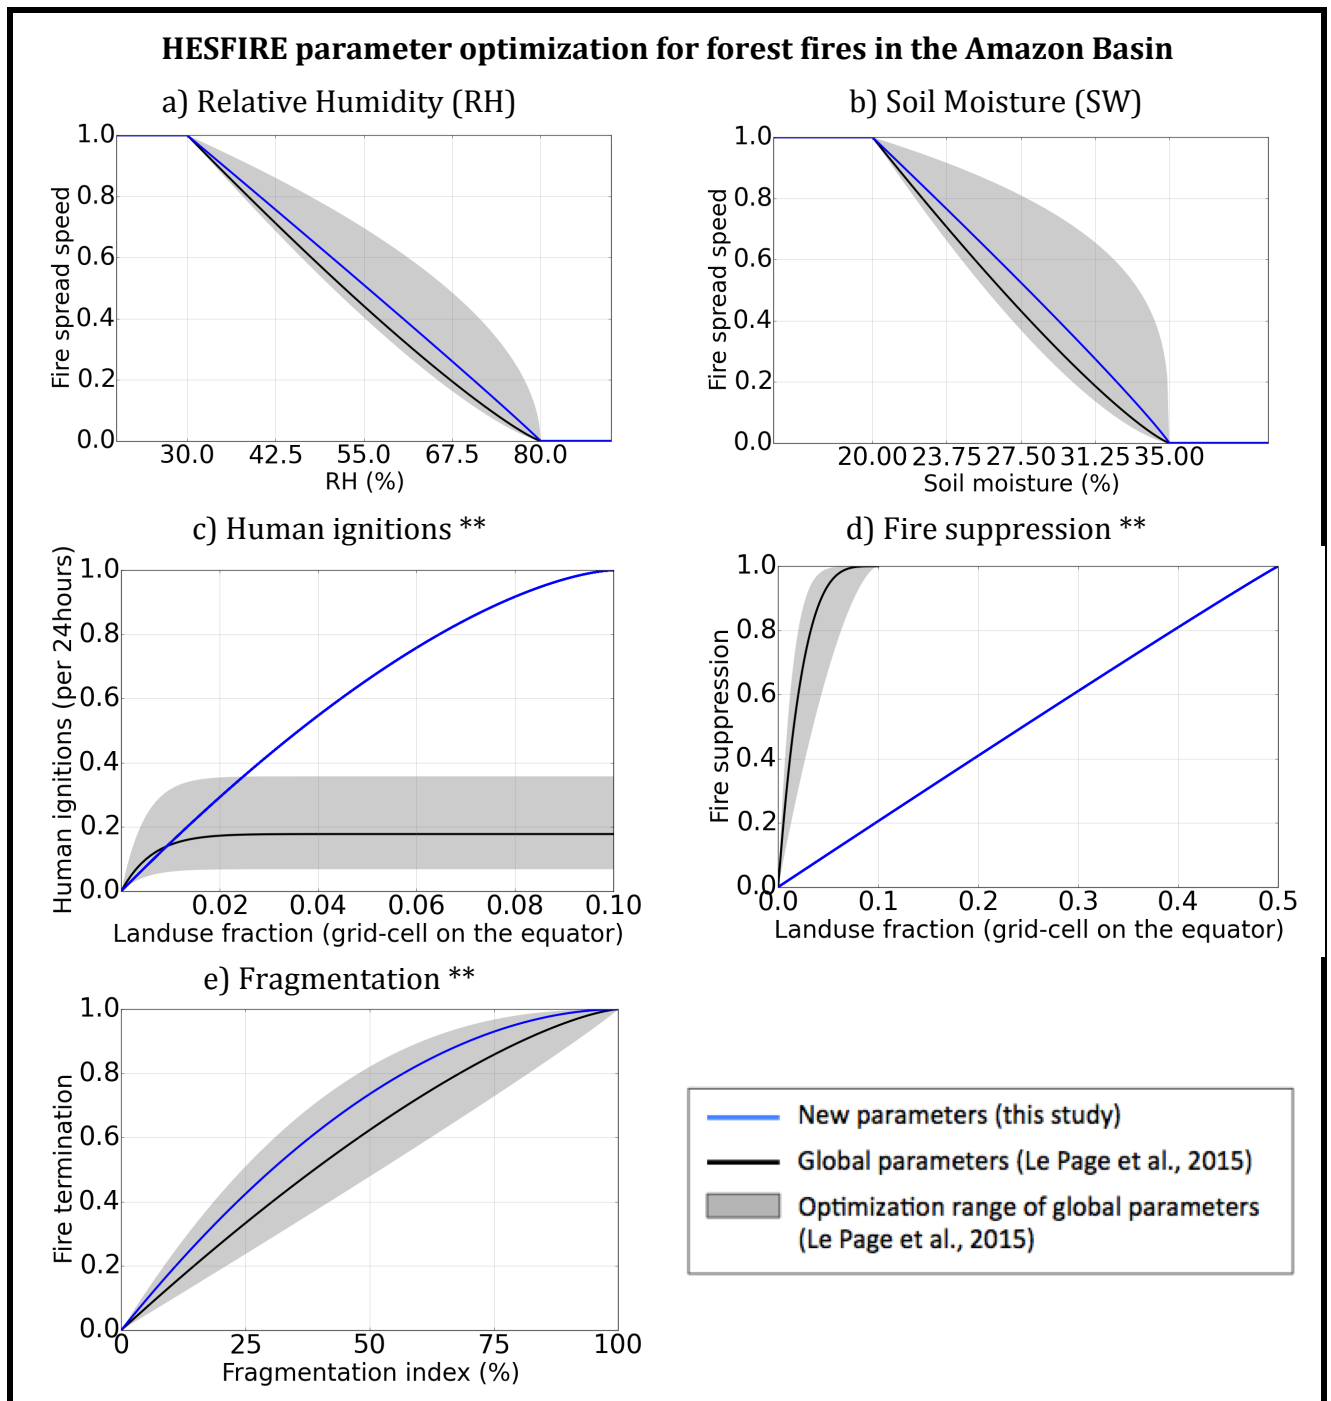 HESFIRE parameter optimization for forest fires in the Amazon Basin
a) Relative Humidity (RH)
1.0
0.8
0.6
0.4
0.2
0.0
Fire spread speed
30.0 42.5 55.0 67.5 80.0
RH (%)
b) Soil Moisture (SW)
1.0
0.8
0.6
0.4
0.2
0.0
Fire spread speed
20.00 23.75 27.50 31.25 35.00
Soil moisture (%)
c) Human ignitions **
1.0
0.8
0.6
0.4
0.2
0.0
Human ignitions (per 24hours)
0.02 0.04 0.06 0.08 0.10
Landuse fraction (grid-cell on the equator)
d) Fire suppression **
1.0
0.8
0.6
0.4
0.2
0.0
Fire suppression
0.0 0.1 0.2 0.3 0.4 0.5
Landuse fraction (grid-cell on the equator)
e) Fragmentation **
1.0
0.8
0.6
0.4
0.2
0.0
Fire termination
0 25 50 75 100
Fragmentation index (%)
New parameters (this study)
Global parameters (Le Page et al., 2015)
Optimization range of global parameters
(Le Page et al., 2015)